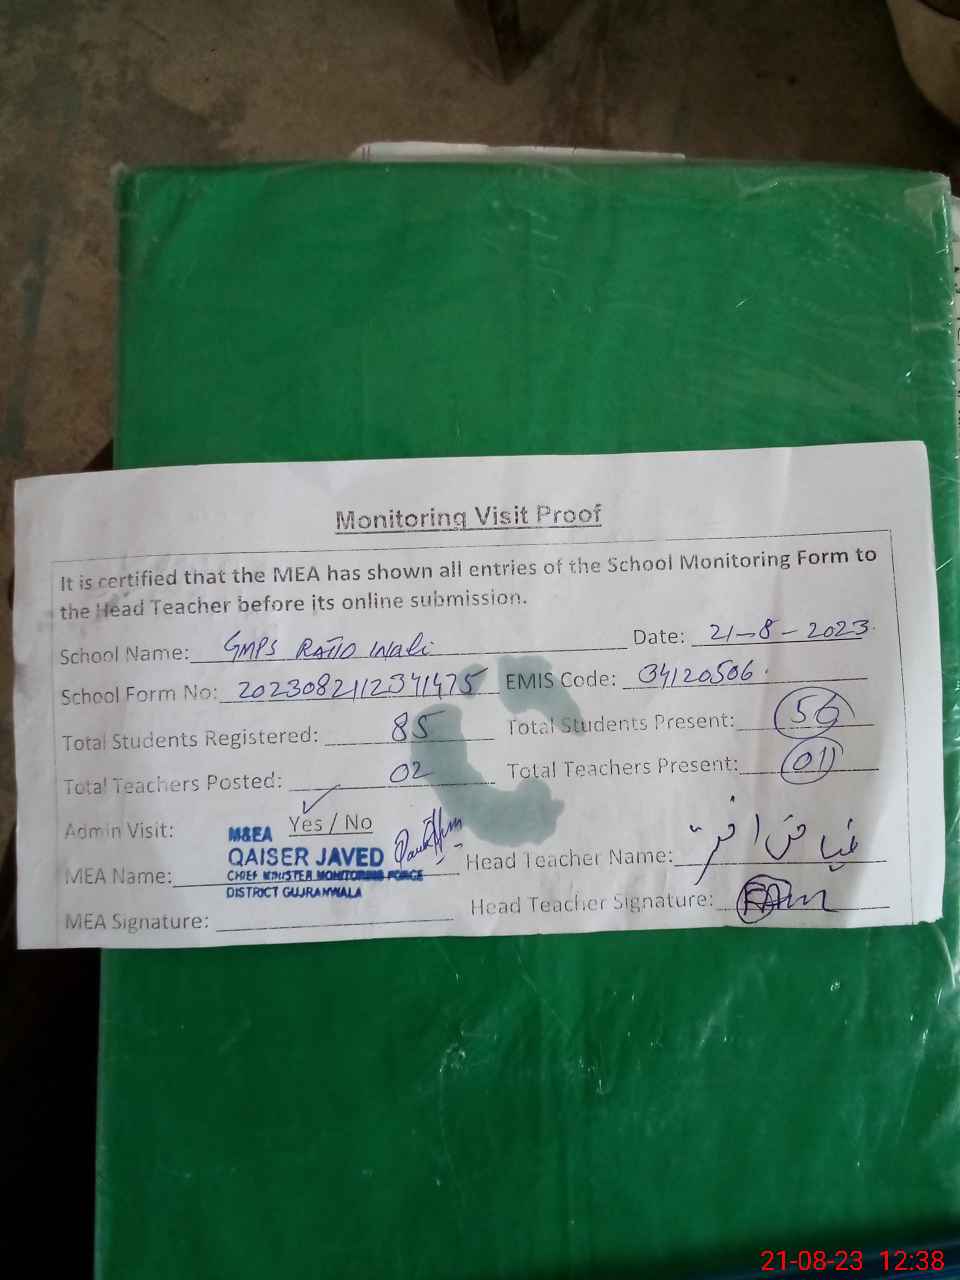 Monitoring Visit Proof
It is certified that the MEA has shown all entries of the School Monitoring Form to
the Head Teacher before its online submission.
School Name: GMPS RATTO Wali Date: 21-8-2023.
School Form No: 2023082112341475 EMIS Code: 34120506.
Total Students Registered: 85 Total Students Present: 56
Total Teachers Posted: 02 Total Teachers Present: 01
Admin Visit: Yes / No
M&EA
QAISER JAVED
CHIEF MINISTER MONITORING FORCE
DISTRICT GUJRANWALA
MEA Name: Head Teacher Name:
MEA Signature: Head Teacher Signature:
21-08-23 12:38